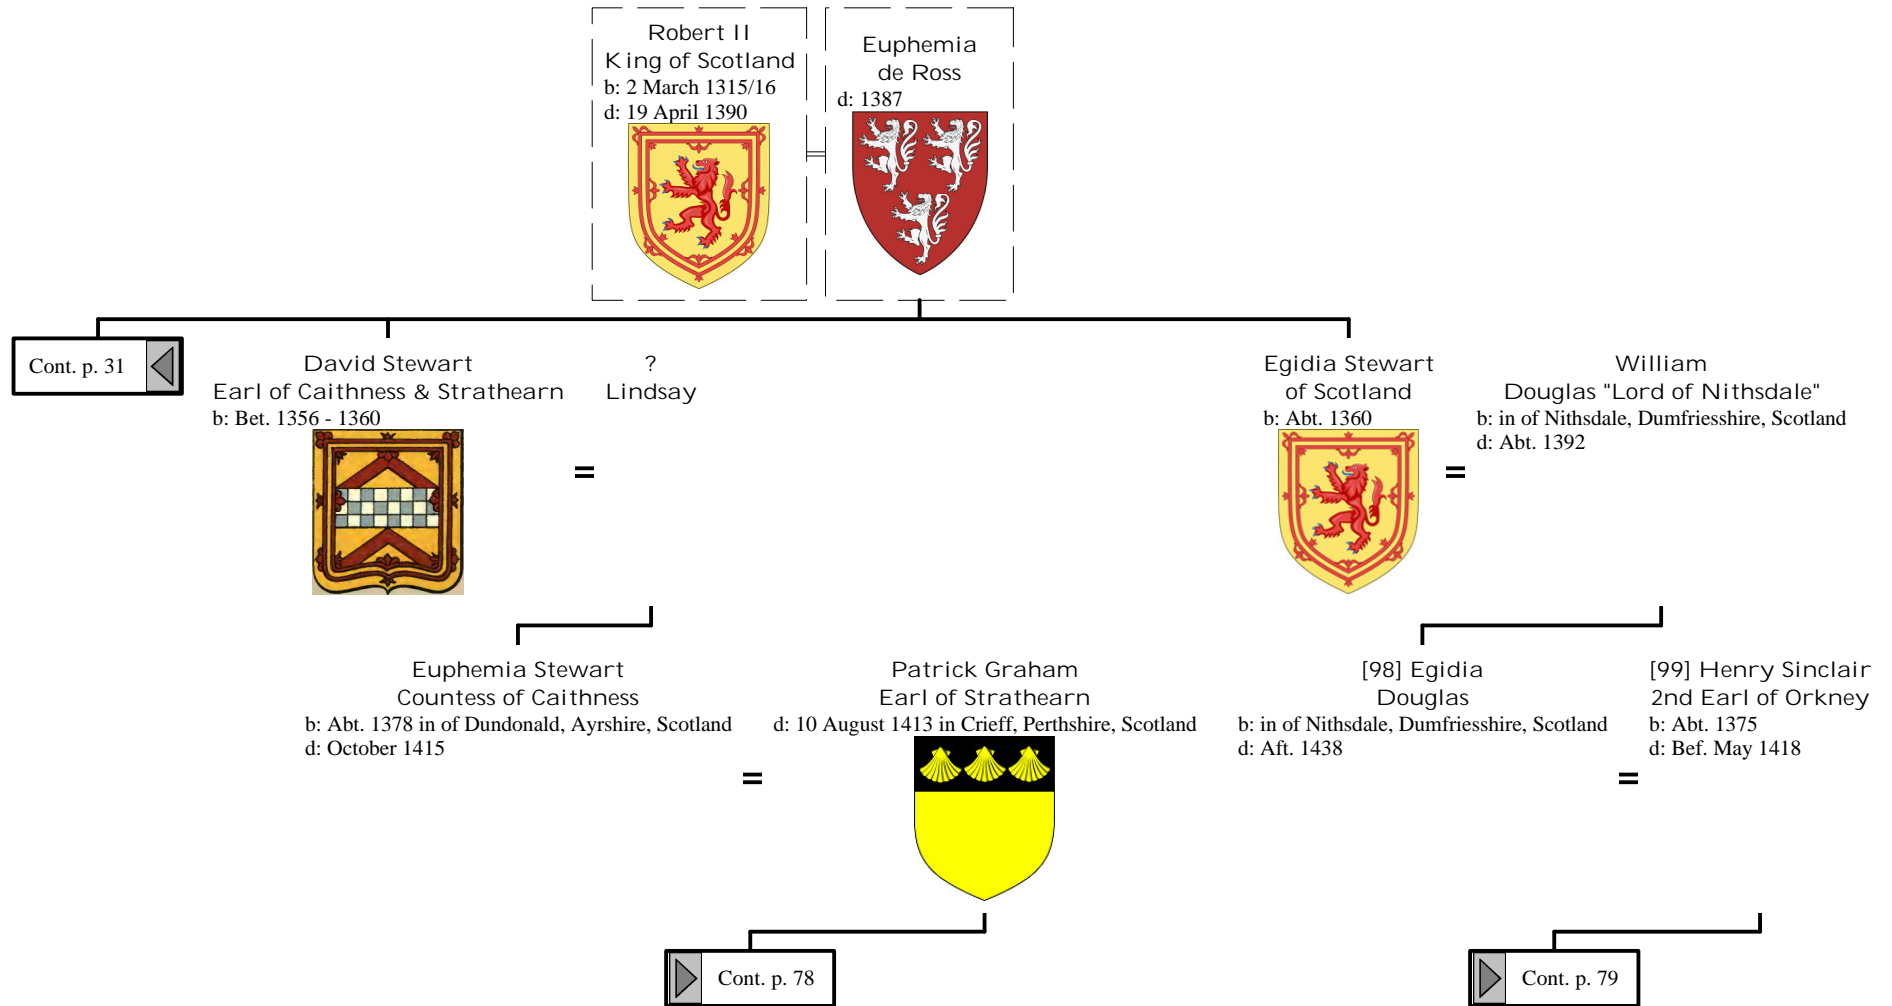 Robert II
King of Scotland
b: 2 March 1315/16
d: 19 April 1390
Euphemia
de Ross
d: 1387
Cont. p. 31
David Stewart
Earl of Caithness & Strathearn
b: Bet. 1356 - 1360
=
?
Lindsay
Egidia Stewart
of Scotland
b: Abt. 1360
=
William
Douglas "Lord of Nithsdale"
b: in of Nithsdale, Dumfriesshire, Scotland
d: Abt. 1392
Euphemia Stewart
Countess of Caithness
b: Abt. 1378 in of Dundonald, Ayrshire, Scotland
d: October 1415
=
Patrick Graham
Earl of Strathearn
d: 10 August 1413 in Crieff, Perthshire, Scotland
[98] Egidia
Douglas
b: in of Nithsdale, Dumfriesshire, Scotland
d: Aft. 1438
=
[99] Henry Sinclair
2nd Earl of Orkney
b: Abt. 1375
d: Bef. May 1418
Cont. p. 78
Cont. p. 79